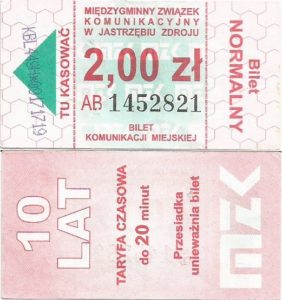 MIĘDZYGMINNY ZWIĄZEK
KOMUNIKACYJNY
W JASTRZĘBIU ZDROJU
2,00 zł
AB 1452821
BILET
KOMUNIKACJI MIEJSKIEJ
TU KASOWAĆ
Bilet
NORMALNY
10
LAT
TARYFA CZASOWA
do 20 minut
Przesiadka
unieważnia bilet
MZK